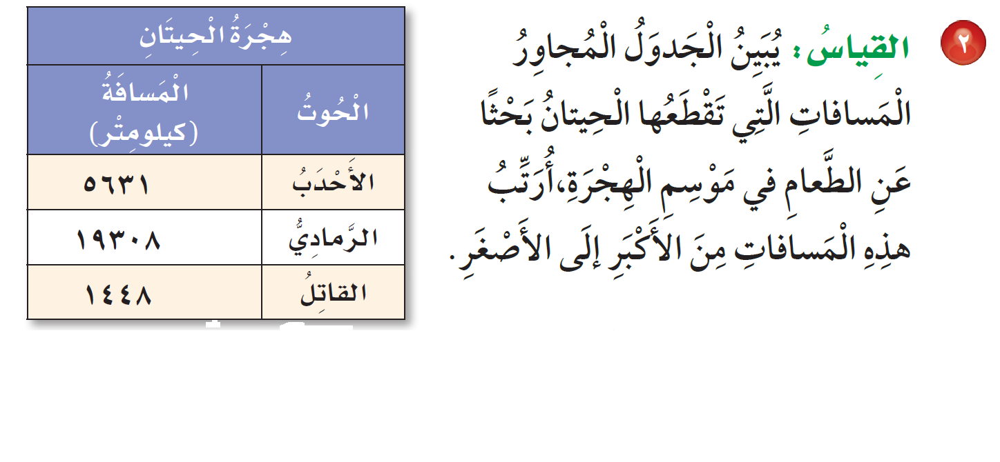 ٢
القِياسُ: يُبَيِنُ الْجَدوَلُ الْمُجاوِرُ
الْمَسافاتِ الَّتِي تَقْطَعُها الْحِيتانُ بَحْثًا
عَنِ الطَّعامِ في مَوْسِمِ الْهِجْرَةِ،أُرَتِّبُ
هذِهِ الْمَسافاتِ مِنَ الأَكْبَرِ إلَى الأَصْغَرِ.
هِجْرَةُ الْحِيتَانِ
الْحُوتُ الْمَسافَةُ (كيلومِتْر)
الأَحْدَبُ ٥٦٣١
الرَّمادِيُّ ١٩٣٠٨
القاتِلُ ١٤٤٨